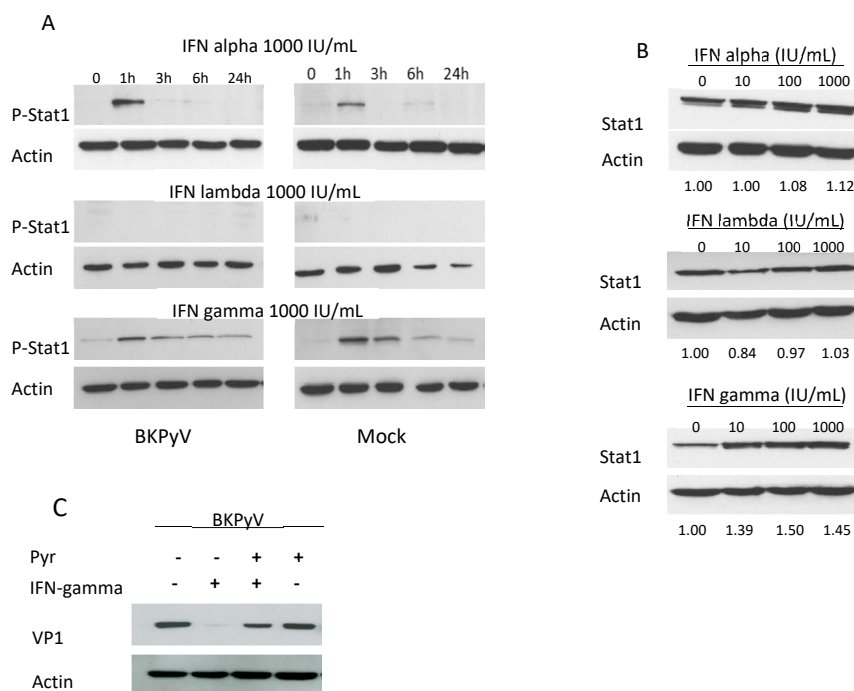 A
IFN alpha 1000 IU/mL
0 1h 3h 6h 24h
0 1h 3h 6h 24h
P-Stat1
Actin
IFN lambda 1000 IU/mL
P-Stat1
Actin
IFN gamma 1000 IU/mL
P-Stat1
Actin
BKPyV Mock
B
IFN alpha (IU/mL)
0 10 100 1000
Stat1
Actin
1.00 1.00 1.08 1.12
IFN lambda (IU/mL)
0 10 100 1000
Stat1
Actin
1.00 0.84 0.97 1.03
IFN gamma (IU/mL)
0 10 100 1000
Stat1
Actin
1.00 1.39 1.50 1.45
C
BKPyV
Pyr - - + +
IFN-gamma - + + -
VP1
Actin